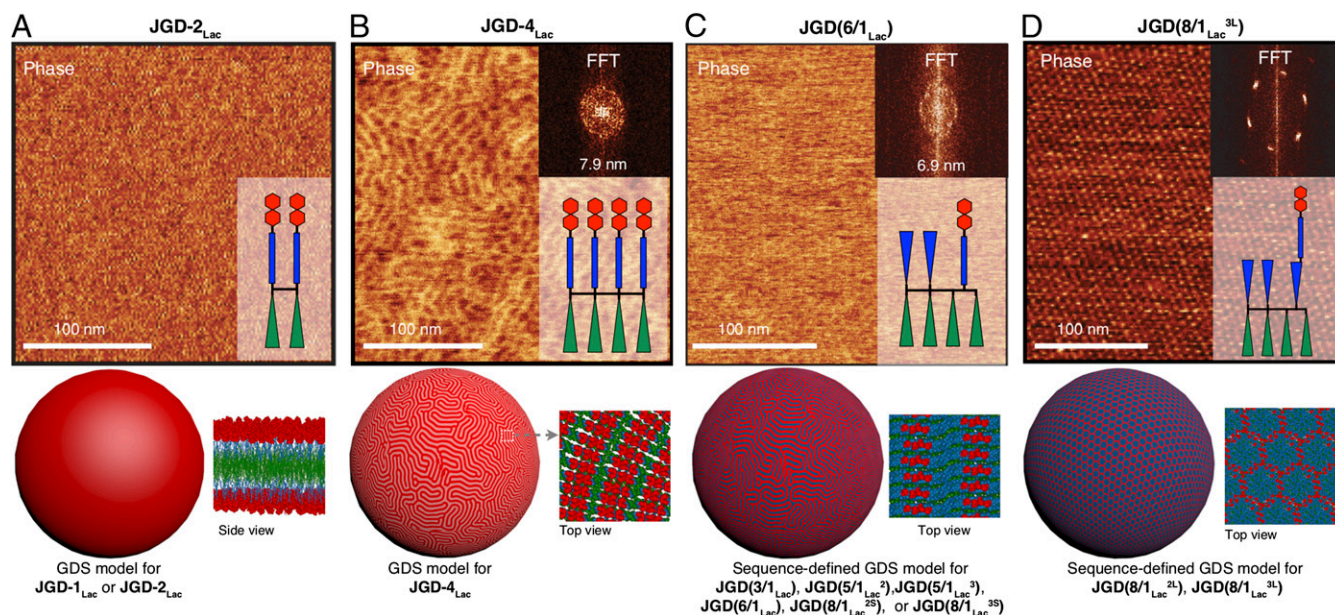 A
JGD-2Lac
Phase
100 nm
Side view
GDS model for
JGD-1Lac or JGD-2Lac
B
JGD-4Lac
Phase
FFT
7.9 nm
100 nm
Top view
GDS model for
JGD-4Lac
C
JGD(6/1Lac)
Phase
FFT
6.9 nm
100 nm
Top view
Sequence-defined GDS model for
JGD(3/1Lac), JGD(5/1Lac2),JGD(5/1Lac3),
JGD(6/1Lac), JGD(8/1Lac2S), or JGD(8/1Lac3S)
D
JGD(8/1Lac3L)
Phase
FFT
100 nm
Top view
Sequence-defined GDS model for
JGD(8/1Lac2L), JGD(8/1Lac3L)